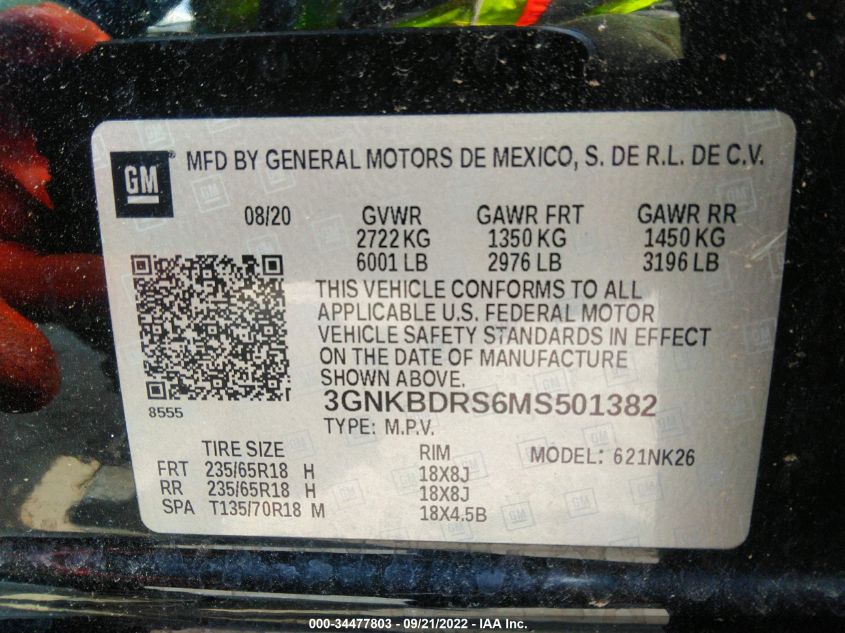 GM ® MFD BY GENERAL MOTORS DE MEXICO, S. DE R.L. DE C.V.
08/20 GVWR GAWR FRT GAWR RR
2722 KG 1350 KG 1450 KG
6001 LB 2976 LB 3196 LB
THIS VEHICLE CONFORMS TO ALL
APPLICABLE U.S. FEDERAL MOTOR
VEHICLE SAFETY STANDARDS IN EFFECT
ON THE DATE OF MANUFACTURE
SHOWN ABOVE.
8555 3GNKBDRS6MS501382
TYPE: M.P.V.
TIRE SIZE RIM MODEL: 621NK26
FRT 235/65R18 H 18X8J
RR 235/65R18 H 18X8J
SPA T135/70R18 M 18X4.5B
000-34477803 - 09/21/2022 - IAA Inc.